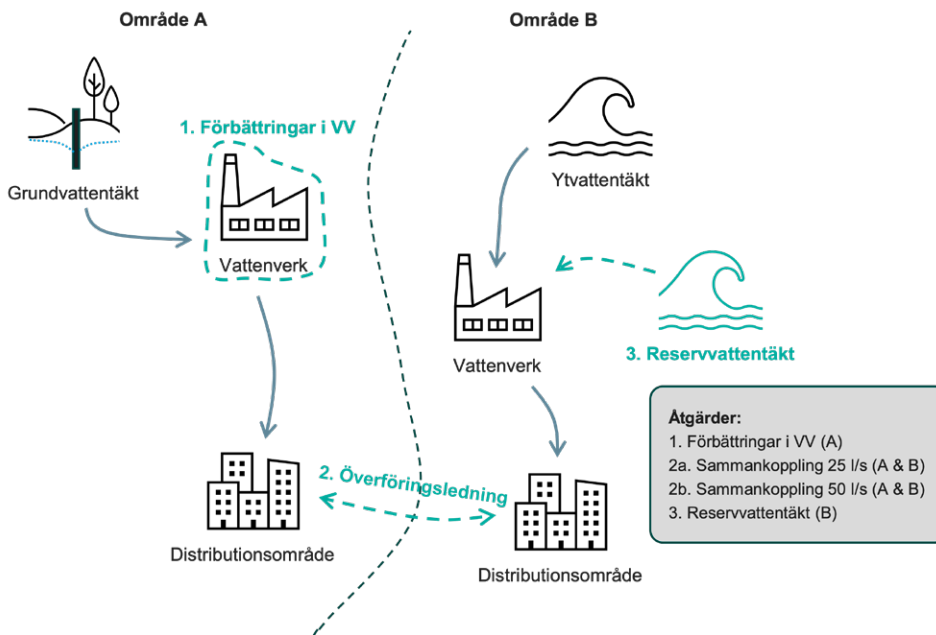 Område A
Område B
1. Förbättringar i VV
Grundvattentäkt
Ytvattentäkt
Vattenverk
Vattenverk
3. Reservvattentäkt
Åtgärder:
1. Förbättringar i VV (A)
2a. Sammankoppling 25 l/s (A & B)
2b. Sammankoppling 50 l/s (A & B)
3. Reservvattentäkt (B)
2. Överföringsledning
Distributionsområde
Distributionsområde